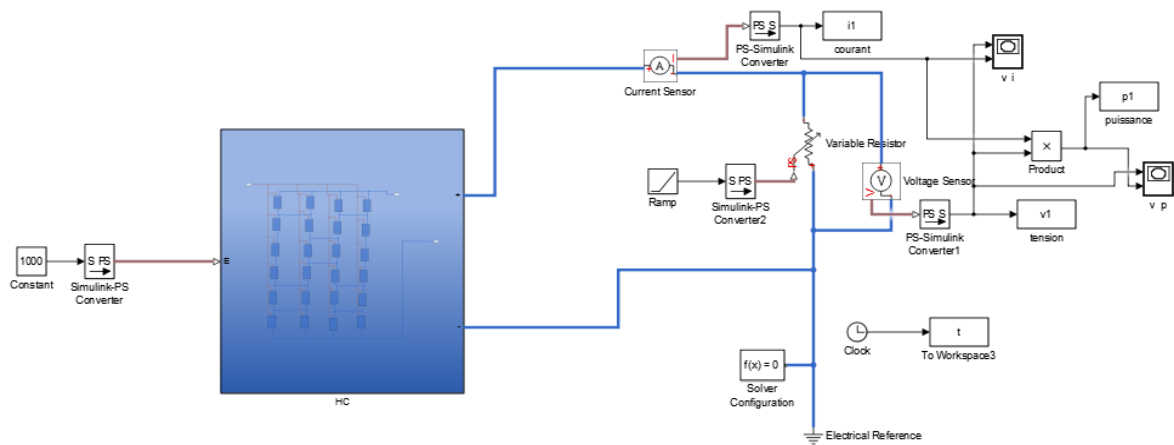 PS S
PS-Simulink
Converter
i1
courant
A
I
Current Sensor
v i
p1
puissance
×
Product
v p
Variable Resistor
PS
Ramp
S PS
Simulink-PS
Converter2
V
V
Voltage Sensor
PS S
PS-Simulink
Converter1
v1
tension
1000
Constant
S PS
Simulink-PS
Converter
E
+
-
HC
Clock
t
To Workspace3
f(x) = 0
Solver
Configuration
Electrical Reference